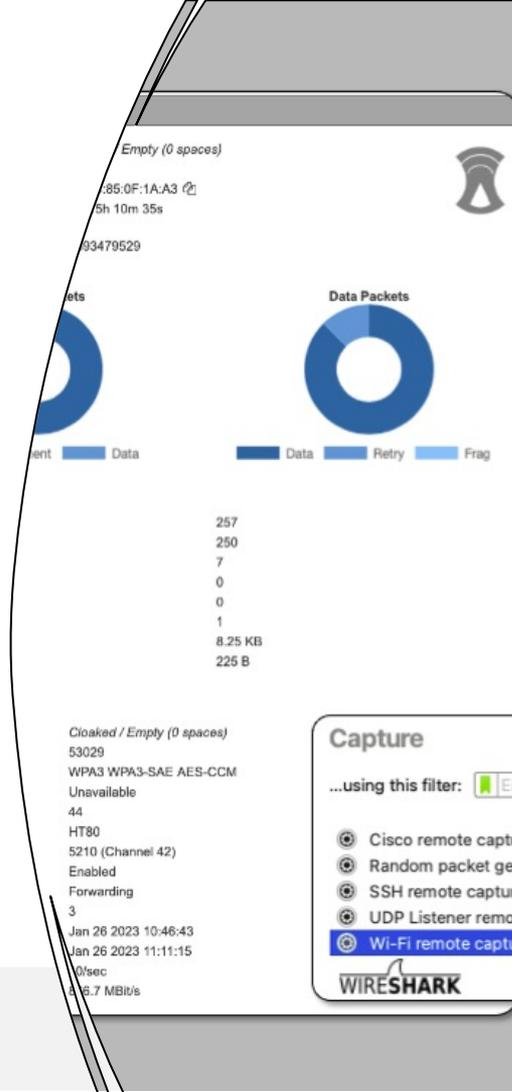 Empty (0 spaces)
:85:0F:1A:A3
5h 10m 35s
93479529
ets
Data Packets
ent Data
Data Retry Frag
257
250
7
0
0
1
8.25 KB
225 B
Cloaked / Empty (0 spaces)
53029
WPA3 WPA3-SAE AES-CCM
Unavailable
44
HT80
5210 (Channel 42)
Enabled
Forwarding
3
Jan 26 2023 10:46:43
Jan 26 2023 11:11:15
0/sec
6.7 MBit/s
Capture
...using this filter:
Cisco remote capt
Random packet ge
SSH remote captu
UDP Listener remo
Wi-Fi remote captu
WIRESHARK